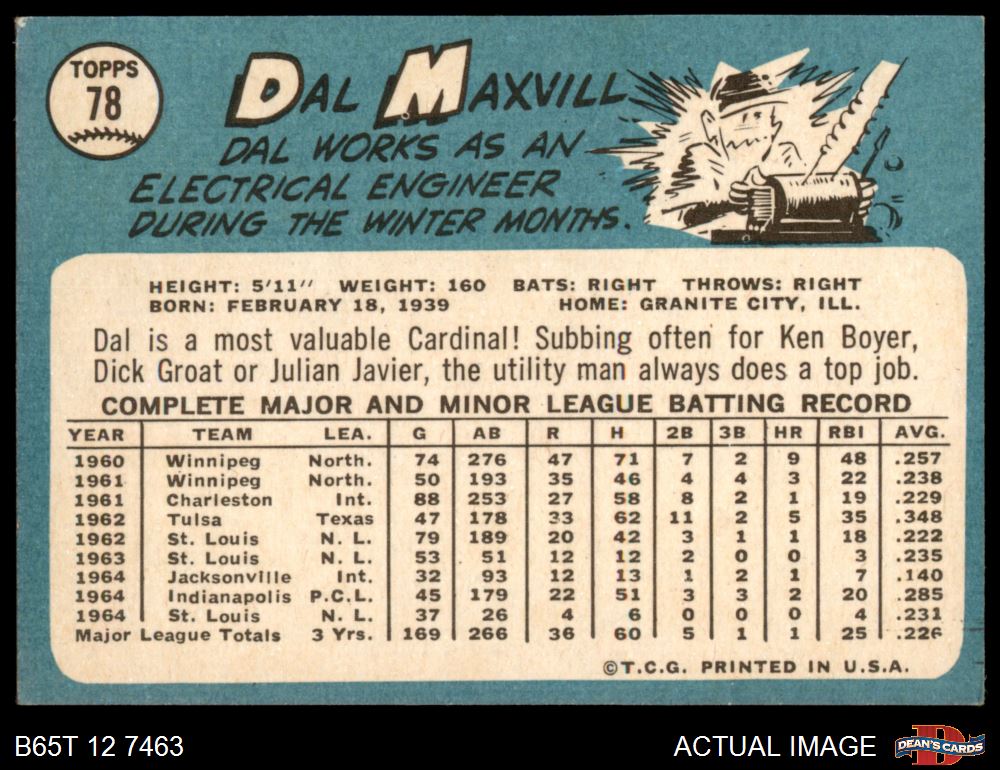 TOPPS
78
DAL MAXVILL
DAL WORKS AS AN
ELECTRICAL ENGINEER
DURING THE WINTER MONTHS.
HEIGHT: 5'11" WEIGHT: 160 BATS: RIGHT THROWS: RIGHT
BORN: FEBRUARY 18, 1939 HOME: GRANITE CITY, ILL.
Dal is a most valuable Cardinal! Subbing often for Ken Boyer,
Dick Groat or Julian Javier, the utility man always does a top job.
COMPLETE MAJOR AND MINOR LEAGUE BATTING RECORD
YEAR TEAM LEA. G AB R H 2B 3B HR RBI AVG.
1960 Winnipeg North. 74 276 47 71 7 2 9 48 .257
1961 Winnipeg North. 50 193 35 46 4 4 3 22 .238
1961 Charleston Int. 88 253 27 58 8 2 1 19 .229
1962 Tulsa Texas 47 178 33 62 11 2 5 35 .348
1962 St. Louis N. L. 79 189 20 42 3 1 1 18 .222
1963 St. Louis N. L. 53 51 12 12 2 0 0 3 .235
1964 Jacksonville Int. 32 93 12 13 1 2 1 7 .140
1964 Indianapolis P.C.L. 45 179 22 51 3 3 2 20 .285
1964 St. Louis N. L. 37 26 4 6 0 0 0 4 .231
Major League Totals 3 Yrs. 169 266 36 60 5 1 1 25 .226
©T.C.G. PRINTED IN U.S.A.
B65T 12 7463 ACTUAL IMAGE D DEAN'S CARDS